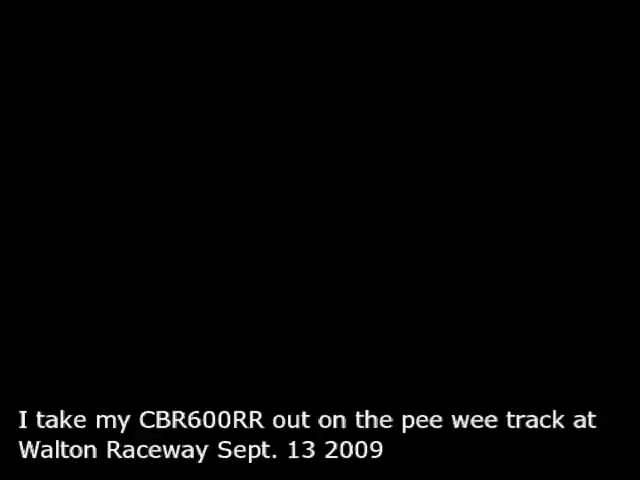 I take my CBR600RR out on the pee wee track at
Walton Raceway Sept. 13 2009